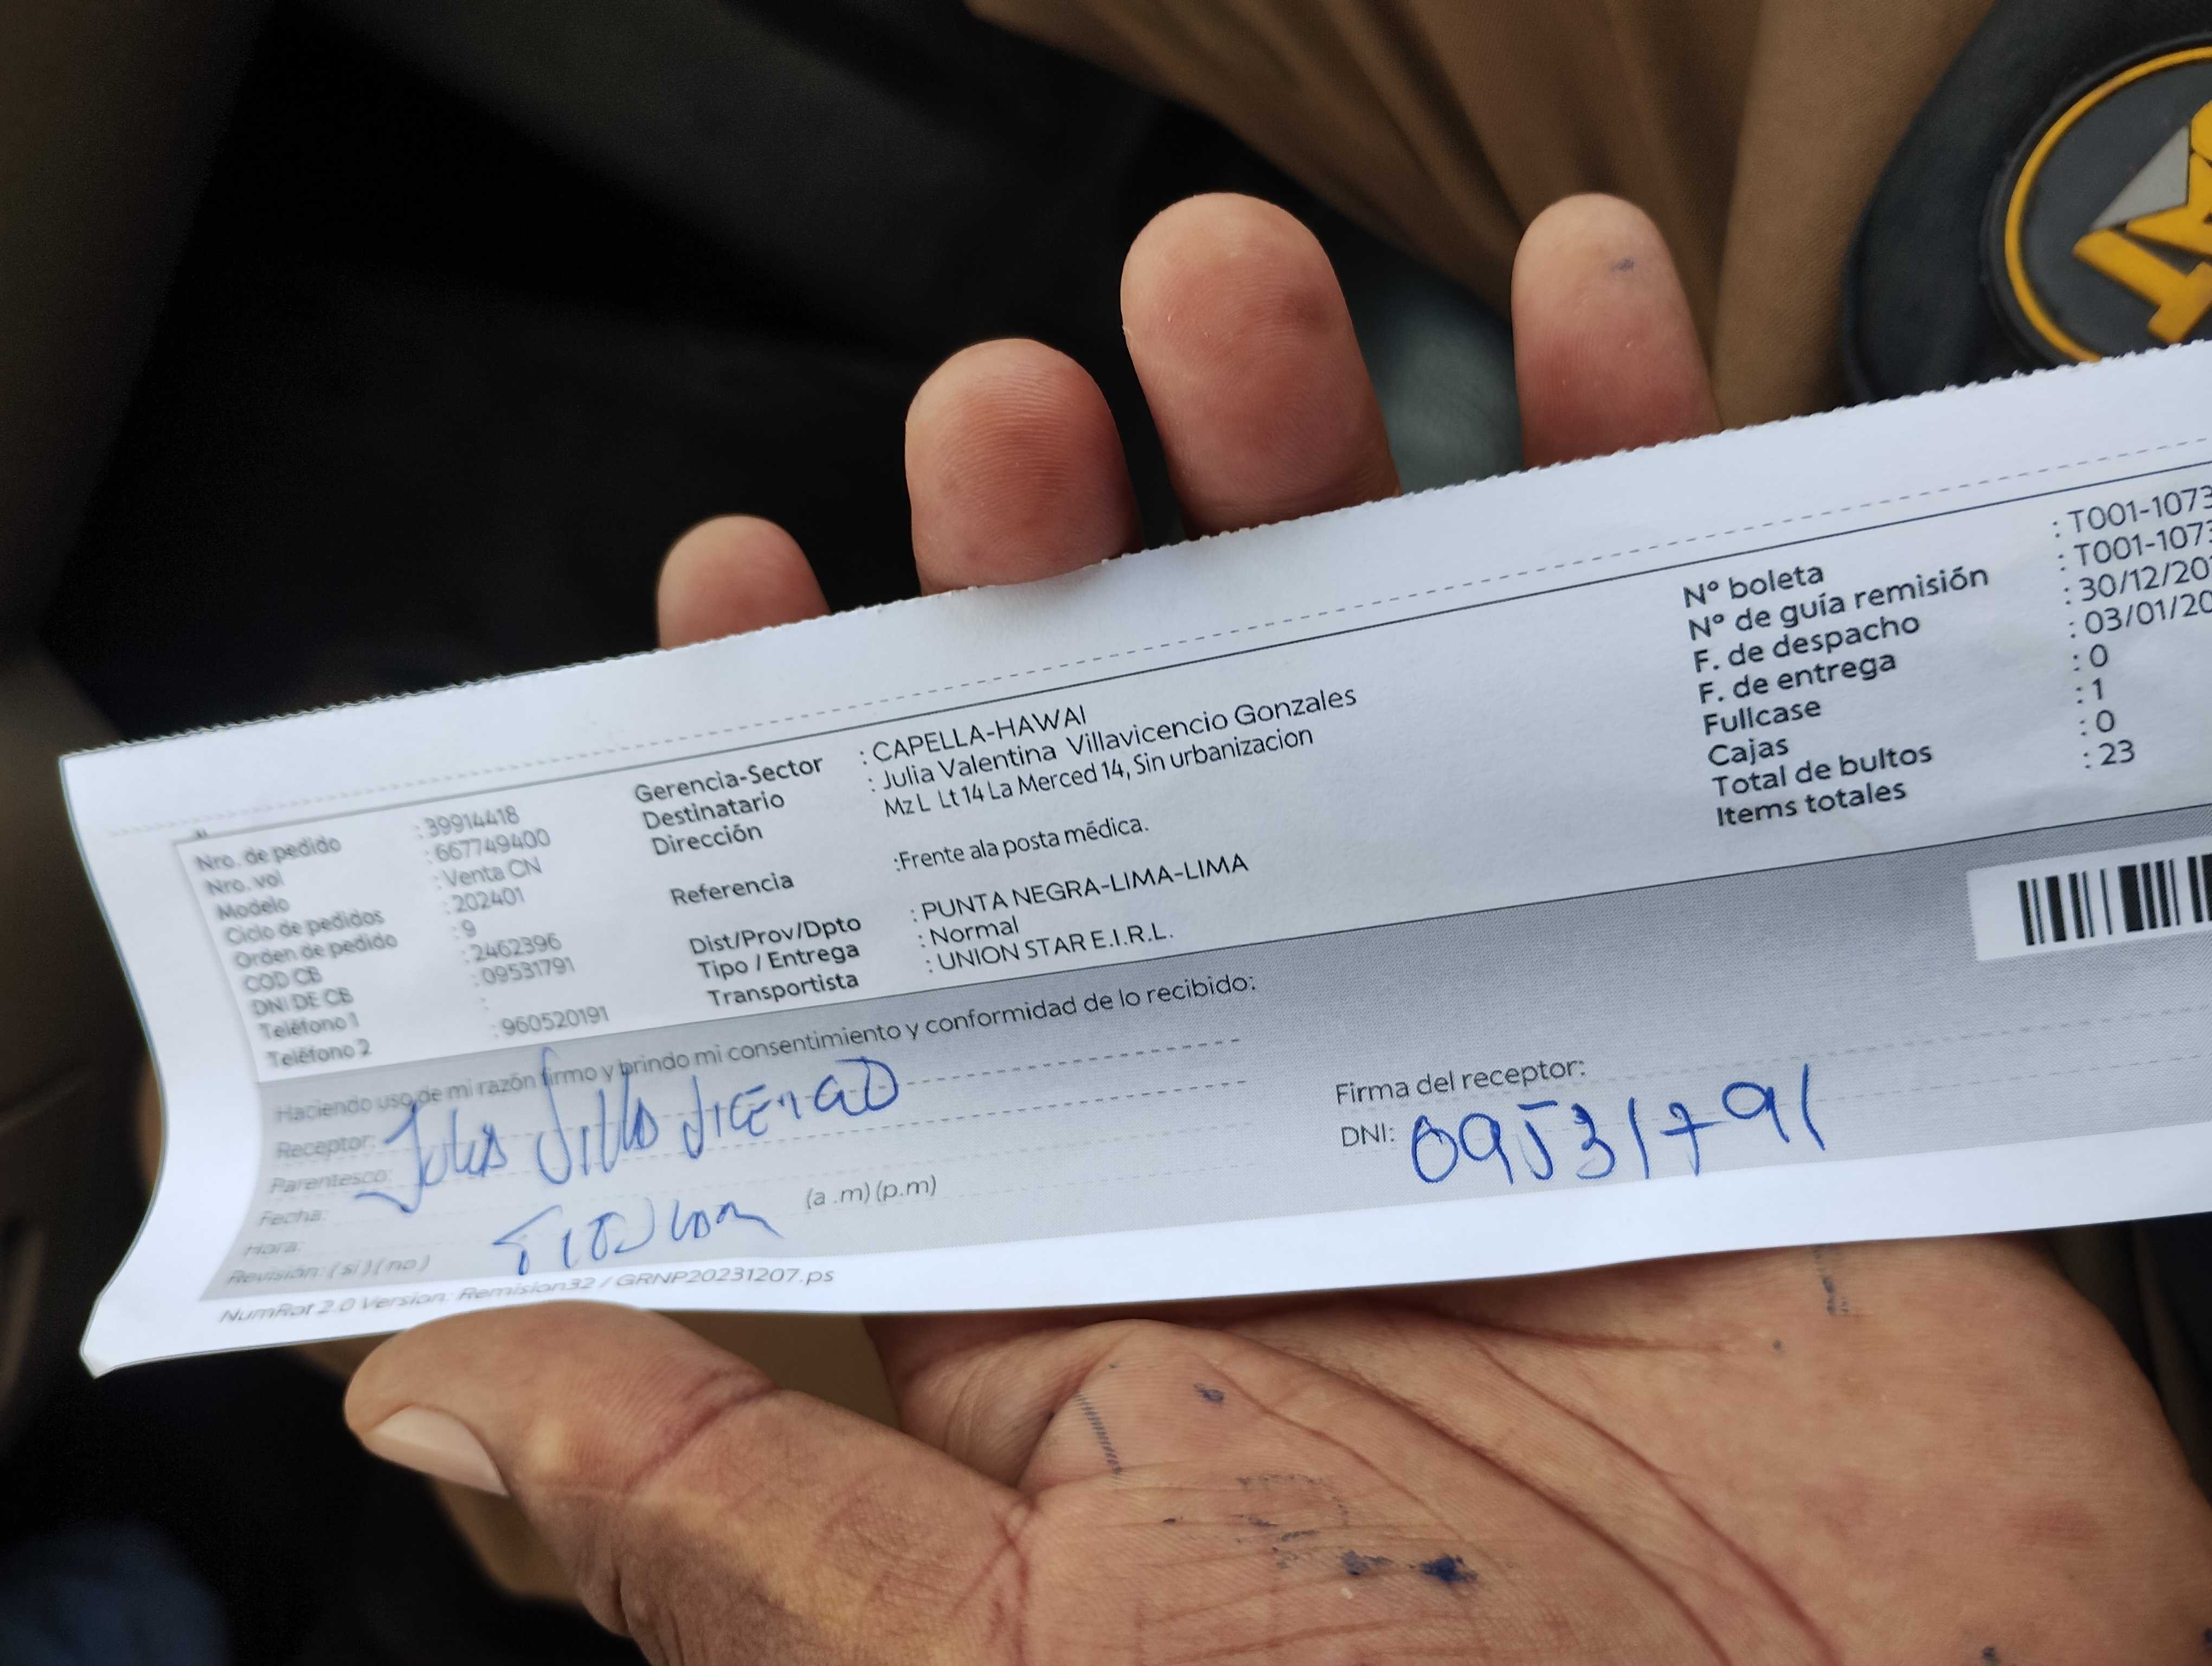 Nro. de pedido : 39914418
Nro. vol : 667749400
Modelo : Venta CN
Ciclo de pedidos : 202401
Orden de pedido : 9
COD CB : 2462396
DNI DE CB : 09531791
Teléfono 1 :
Teléfono 2 : 960520191
Gerencia-Sector : CAPELLA-HAWAI
Destinatario : Julia Valentina Villavicencio Gonzales
Dirección Mz L Lt 14 La Merced 14, Sin urbanizacion
Referencia :Frente ala posta médica.
Dist/Prov/Dpto : PUNTA NEGRA-LIMA-LIMA
Tipo / Entrega : Normal
Transportista : UNION STAR E.I.R.L.
N° boleta : T001-1073
N° de guía remisión : T001-1073
F. de despacho : 30/12/20
F. de entrega : 03/01/20
Fullcase : 0
Cajas : 1
Total de bultos : 0
Items totales : 23
Haciendo uso de mi razón firmo y brindo mi consentimiento y conformidad de lo recibido:
Receptor:
Parentesco:
Fecha:
Hora: (a .m) (p.m)
Revisión: ( si ) ( no )
Firma del receptor:
DNI: 09531791
NumRot 2.0 Version: Remision32 / GRNP20231207.ps